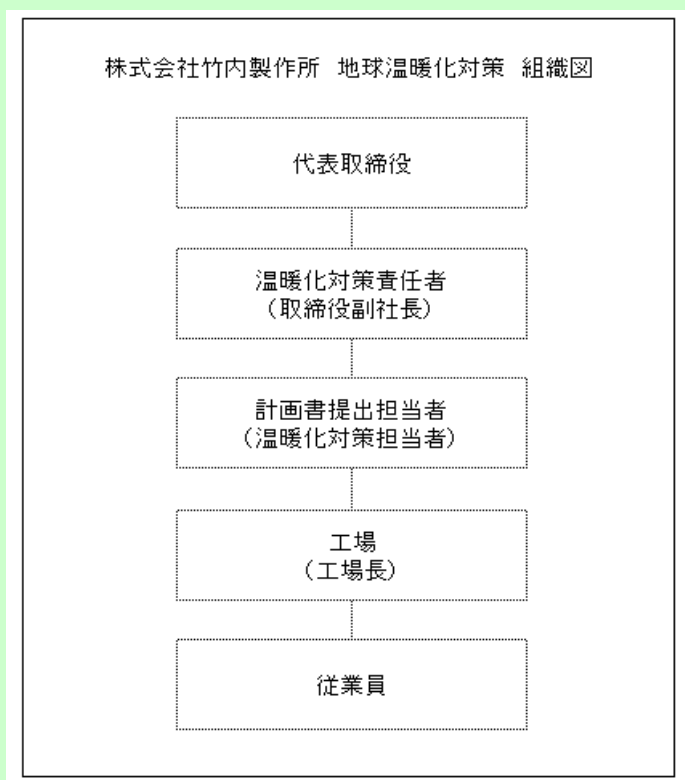 株式会社竹内製作所 地球温暖化対策 組織図
代表取締役
温暖化対策責任者
(取締役副社長)
計画書提出担当者
(温暖化対策担当者)
工場
(工場長)
従業員